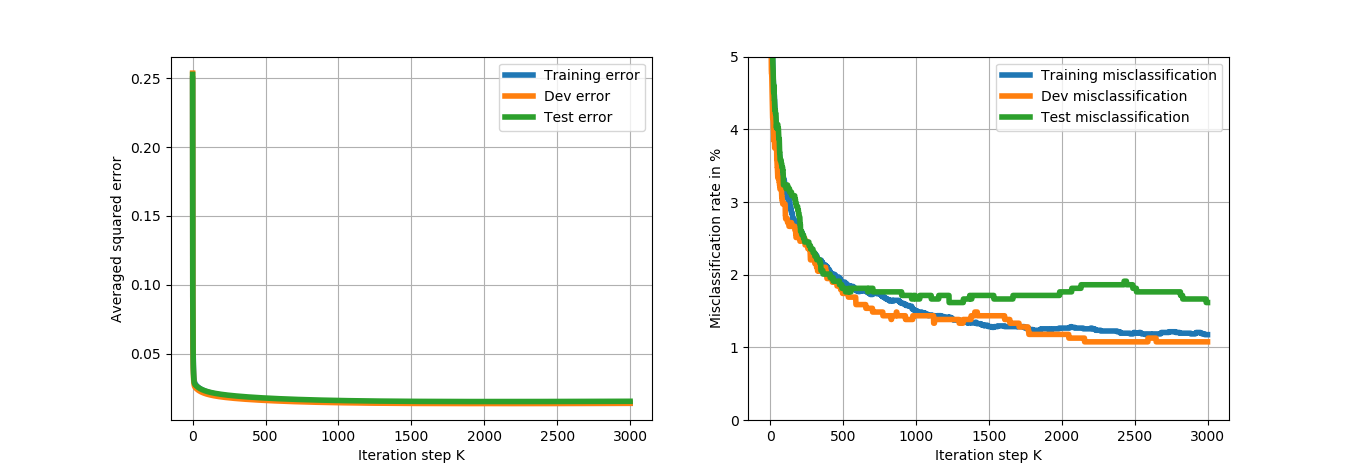 0.25
0.20
0.15
0.10
0.05
0 500 1000 1500 2000 2500 3000
Averaged squared error
Iteration step K
Training error
Dev error
Test error
5
4
3
2
1
0
0 500 1000 1500 2000 2500 3000
Misclassification rate in %
Iteration step K
Training misclassification
Dev misclassification
Test misclassification